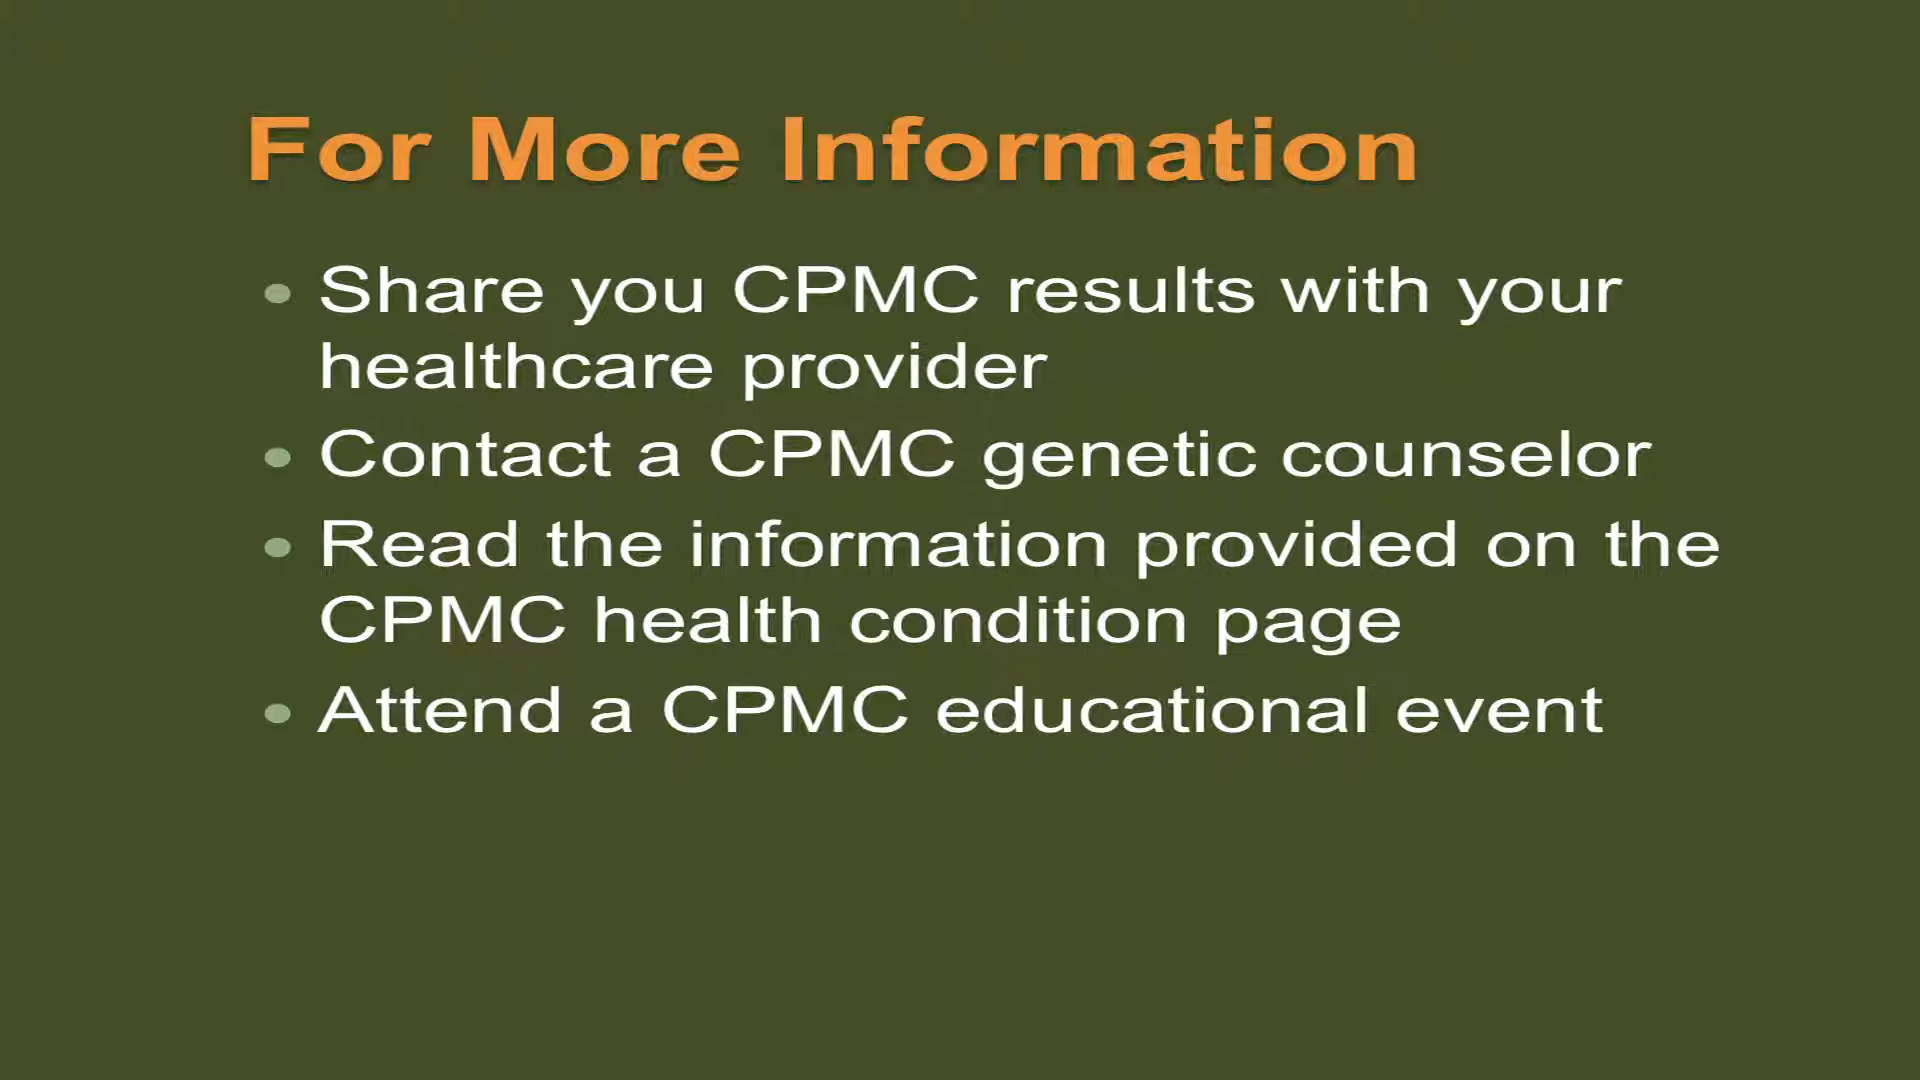 For More Information
• Share you CPMC results with your
healthcare provider
• Contact a CPMC genetic counselor
• Read the information provided on the
CPMC health condition page
• Attend a CPMC educational event